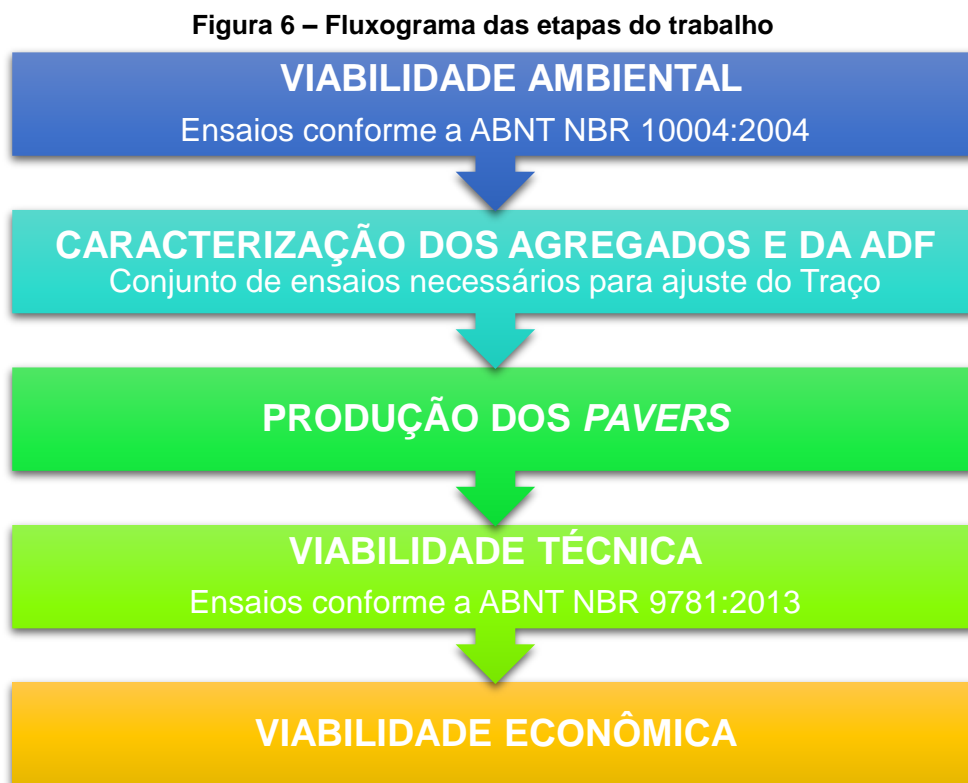 Figura 6 – Fluxograma das etapas do trabalho
VIABILIDADE AMBIENTAL
Ensaios conforme a ABNT NBR 10004:2004
CARACTERIZAÇÃO DOS AGREGADOS E DA ADF
Conjunto de ensaios necessários para ajuste do Traço
PRODUÇÃO DOS PAVERS
VIABILIDADE TÉCNICA
Ensaios conforme a ABNT NBR 9781:2013
VIABILIDADE ECONÔMICA